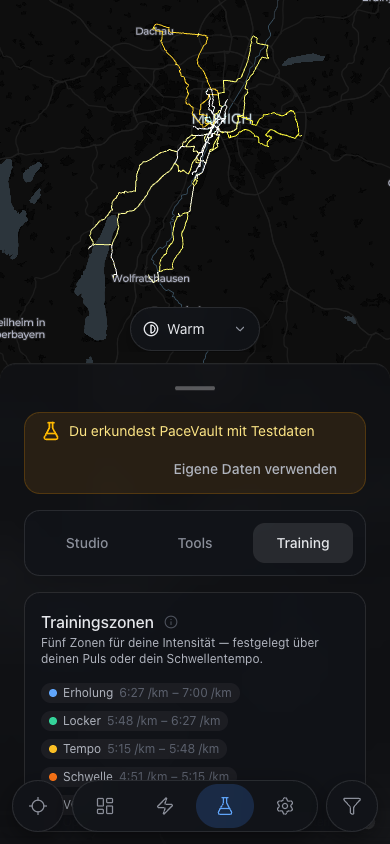 Dachau
MUNICH
Wolfratshausen
eilheim in
erbayern
Warm
Du erkundest PaceVault mit Testdaten
Eigene Daten verwenden
Studio Tools Training
Trainingszonen
Fünf Zonen für deine Intensität — festgelegt über
deinen Puls oder dein Schwellentempo.
Erholung 6:27 /km – 7:00 /km
Locker 5:48 /km – 6:27 /km
Tempo 5:15 /km – 5:48 /km
Schwelle 4:51 /km – 5:15 /km